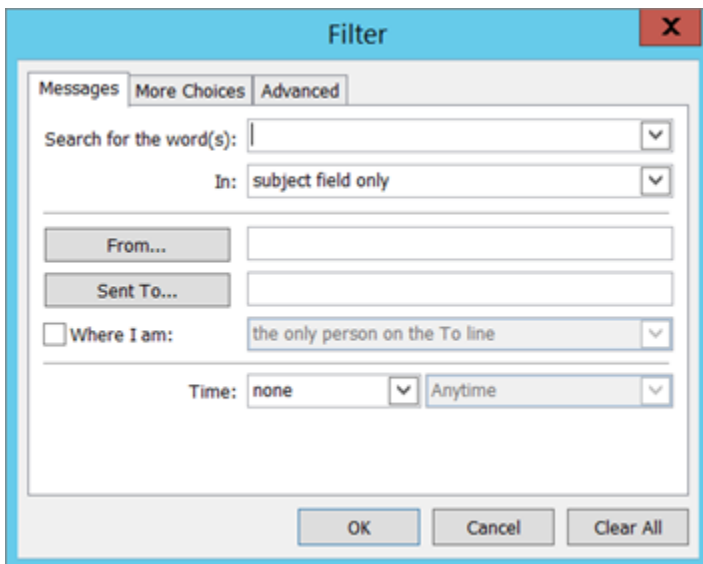 Filter
X
Messages More Choices Advanced
Search for the word(s):
In: subject field only
From...
Sent To...
Where I am: the only person on the To line
Time: none Anytime
OK Cancel Clear All